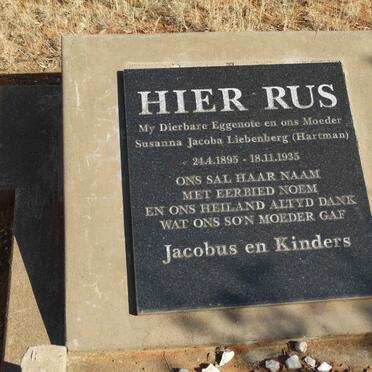 HIER RUS
My Dierbare Eggenote en ons Moeder
Susanna Jacoba Liebenberg (Hartman)
24.4.1895 - 18.11.1935
ONS SAL HAAR NAAM
MET EERBIED NOEM
EN ONS HEILAND ALTYD DANK
WAT ONS SO'N MOEDER GAF
Jacobus en Kinders